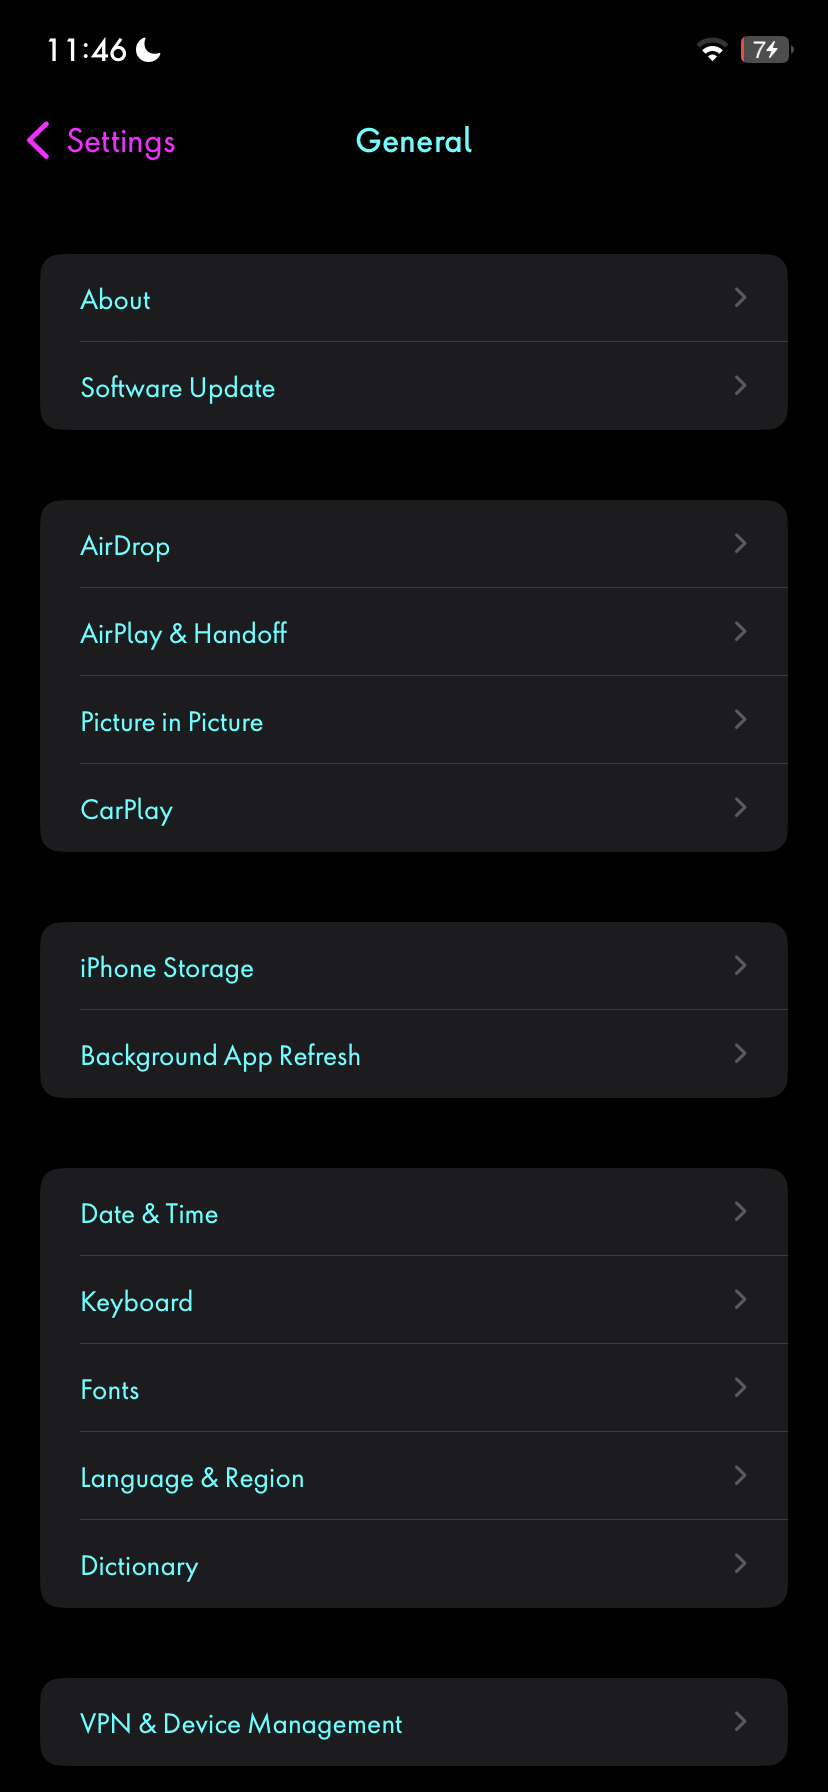 11:46
7
Settings
General
About
Software Update
AirDrop
AirPlay & Handoff
Picture in Picture
CarPlay
iPhone Storage
Background App Refresh
Date & Time
Keyboard
Fonts
Language & Region
Dictionary
VPN & Device Management